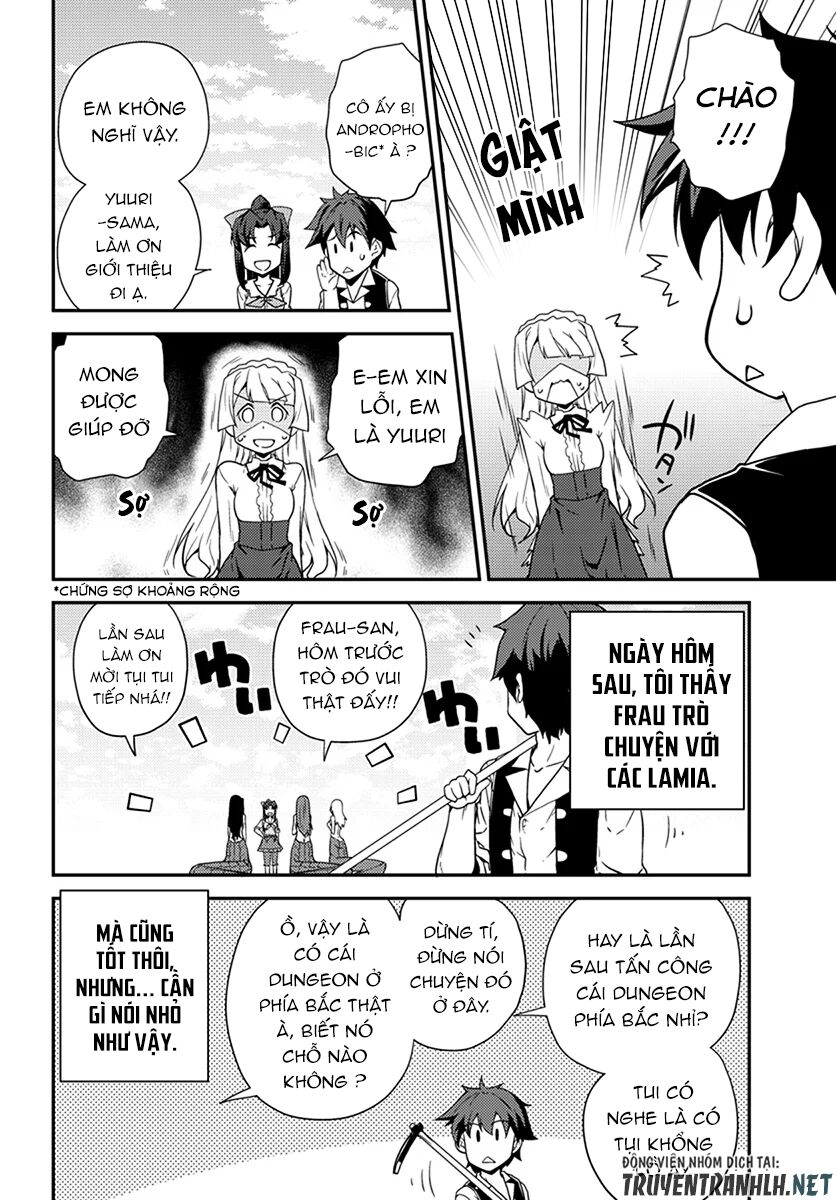 CHÀO
!!!
GIẬT
MÌNH
CÔ ẤY BỊ
ANDROPHO
-BIC* À ?
EM KHÔNG
NGHĨ VẬY.
YUURI
-SAMA,
LÀM ƠN
GIỚI THIỆU
ĐI Ạ.
E-EM XIN
LỖI, EM
LÀ YUURI
MONG
ĐƯỢC
GIÚP ĐỠ
SỢ
SỢ
*CHỨNG SỢ KHOẢNG RỘNG
NGÀY HÔM
SAU, TÔI THẤY
FRAU TRÒ
CHUYỆN VỚI
CÁC LAMIA.
FRAU-SAN,
HÔM TRƯỚC
TRÒ ĐÓ VUI
THẬT ĐẤY!!
LẦN SAU
LÀM ƠN
MỜI TỤI TUI
TIẾP NHÁ!!
わい
わい
HAY LÀ LẦN
SAU TẤN CÔNG
CÁI DUNGEON
PHÍA BẮC NHỈ?
TUI CÓ
NGHE LÀ CÓ
TỤI KHỔNG
DỪNG TÍ,
ĐỪNG NÓI
CHUYỆN ĐÓ
Ở ĐÂY.
Ồ, VẬY LÀ
CÓ CÁI
DUNGEON Ở
PHÍA BẮC THẬT
À, BIẾT NÓ
CHỖ NÀO
KHÔNG ?
MÀ CŨNG
TỐT THÔI,
NHƯNG... CẦN
GÌ NÓI NHỎ
NHƯ VẬY.
ĐỘNG VIÊN NHÓM DỊCH TẠI:
TRUYENTRANHLH.NET